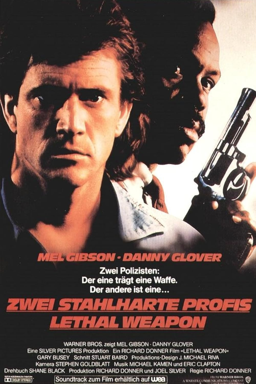 MEL GIBSON · DANNY GLOVER
Zwei Polizisten:
Der eine trägt eine Waffe.
Der andere ist eine...
ZWEI STAHLHARTE PROFIS
LETHAL WEAPON
WARNER BROS. zeigt MEL GIBSON · DANNY GLOVER
Eine SILVER PICTURES Produktion Ein RICHARD DONNER Film «LETHAL WEAPON»
GARY BUSEY Schnitt STUART BAIRD Produktions-Design J. MICHAEL RIVA
Kamera STEPHEN GOLDBLATT Musik MICHAEL KAMEN und ERIC CLAPTON
Drehbuch SHANE BLACK Produktion RICHARD DONNER und JOEL SILVER Regie RICHARD DONNER
Soundtrack zum Film erhältlich auf wea